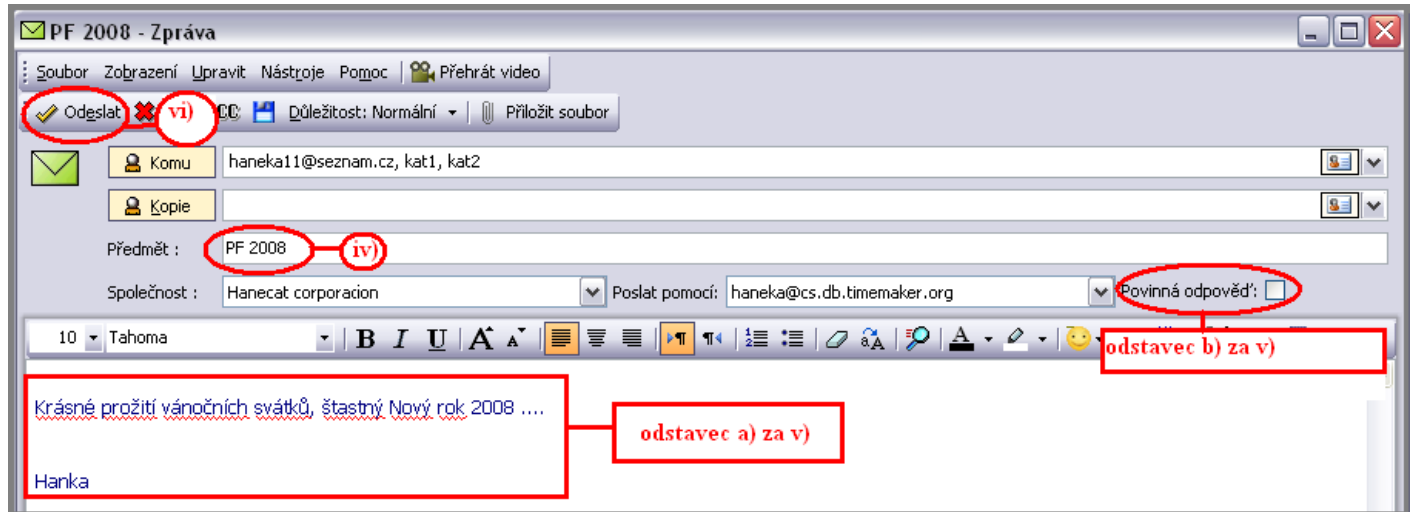 PF 2008 - Zpráva
Soubor Zobrazení Upravit Nástroje Pomoc Přehrát video
Odeslat vi) CC Důležitost: Normální Přiložit soubor
Komu haneka11@seznam.cz, kat1, kat2
Kopie
Předmět : PF 2008 iv)
Společnost : Hanecat corporacion Poslat pomocí: haneka@cs.db.timemaker.org Povinná odpověď:
10 Tahoma B I U A A A
odstavec b) za v)
Krásné prožití vánočních svátků, štastný Nový rok 2008 ....
odstavec a) za v)
Hanka